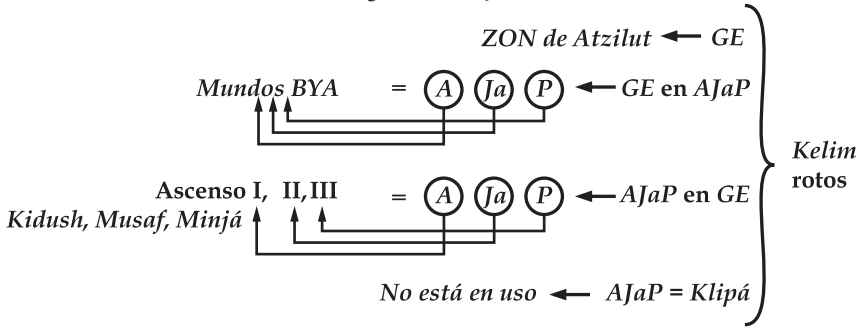 ZON de Atzilut GE
Mundos BYA = A Ja P GE en AJaP
Kelim
rotos
Ascenso I, II, III = A Ja P AJaP en GE
Kidush, Musaf, Minjá
No está en uso AJaP = Klipá